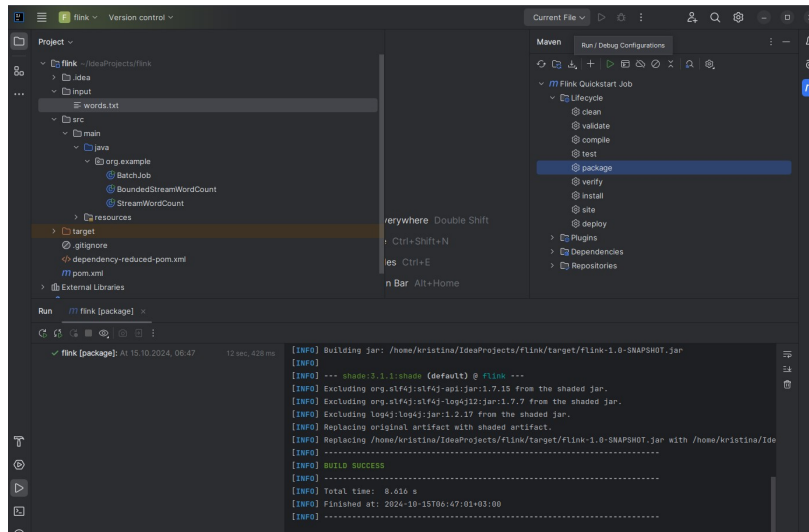 flink
Version control
Current File
Project
Maven
Run / Debug Configurations
flink ~/IdeaProjects/flink
.idea
input
words.txt
src
main
java
org.example
BatchJob
BoundedStreamWordCount
StreamWordCount
resources
target
.gitignore
dependency-reduced-pom.xml
pom.xml
External Libraries
verywhere Double Shift
Ctrl+Shift+N
les Ctrl+E
n Bar Alt+Home
Flink Quickstart Job
Lifecycle
clean
validate
compile
test
package
verify
install
site
deploy
Plugins
Dependencies
Repositories
Run
flink [package]
flink [package]: At 15.10.2024, 06:47 12 sec, 428 ms
[INFO] Building jar: /home/kristina/IdeaProjects/flink/target/flink-1.0-SNAPSHOT.jar
[INFO]
[INFO] --- shade:3.1.1:shade (default) @ flink ---
[INFO] Excluding org.slf4j:slf4j-api:jar:1.7.15 from the shaded jar.
[INFO] Excluding org.slf4j:slf4j-log4j12:jar:1.7.7 from the shaded jar.
[INFO] Excluding log4j:log4j:jar:1.2.17 from the shaded jar.
[INFO] Replacing original artifact with shaded artifact.
[INFO] Replacing /home/kristina/IdeaProjects/flink/target/flink-1.0-SNAPSHOT.jar with /home/kristina/Ide
[INFO] ------------------------------------------------------------------------
[INFO] BUILD SUCCESS
[INFO] ------------------------------------------------------------------------
[INFO] Total time:  8.616 s
[INFO] Finished at: 2024-10-15T06:47:01+03:00
[INFO] ------------------------------------------------------------------------